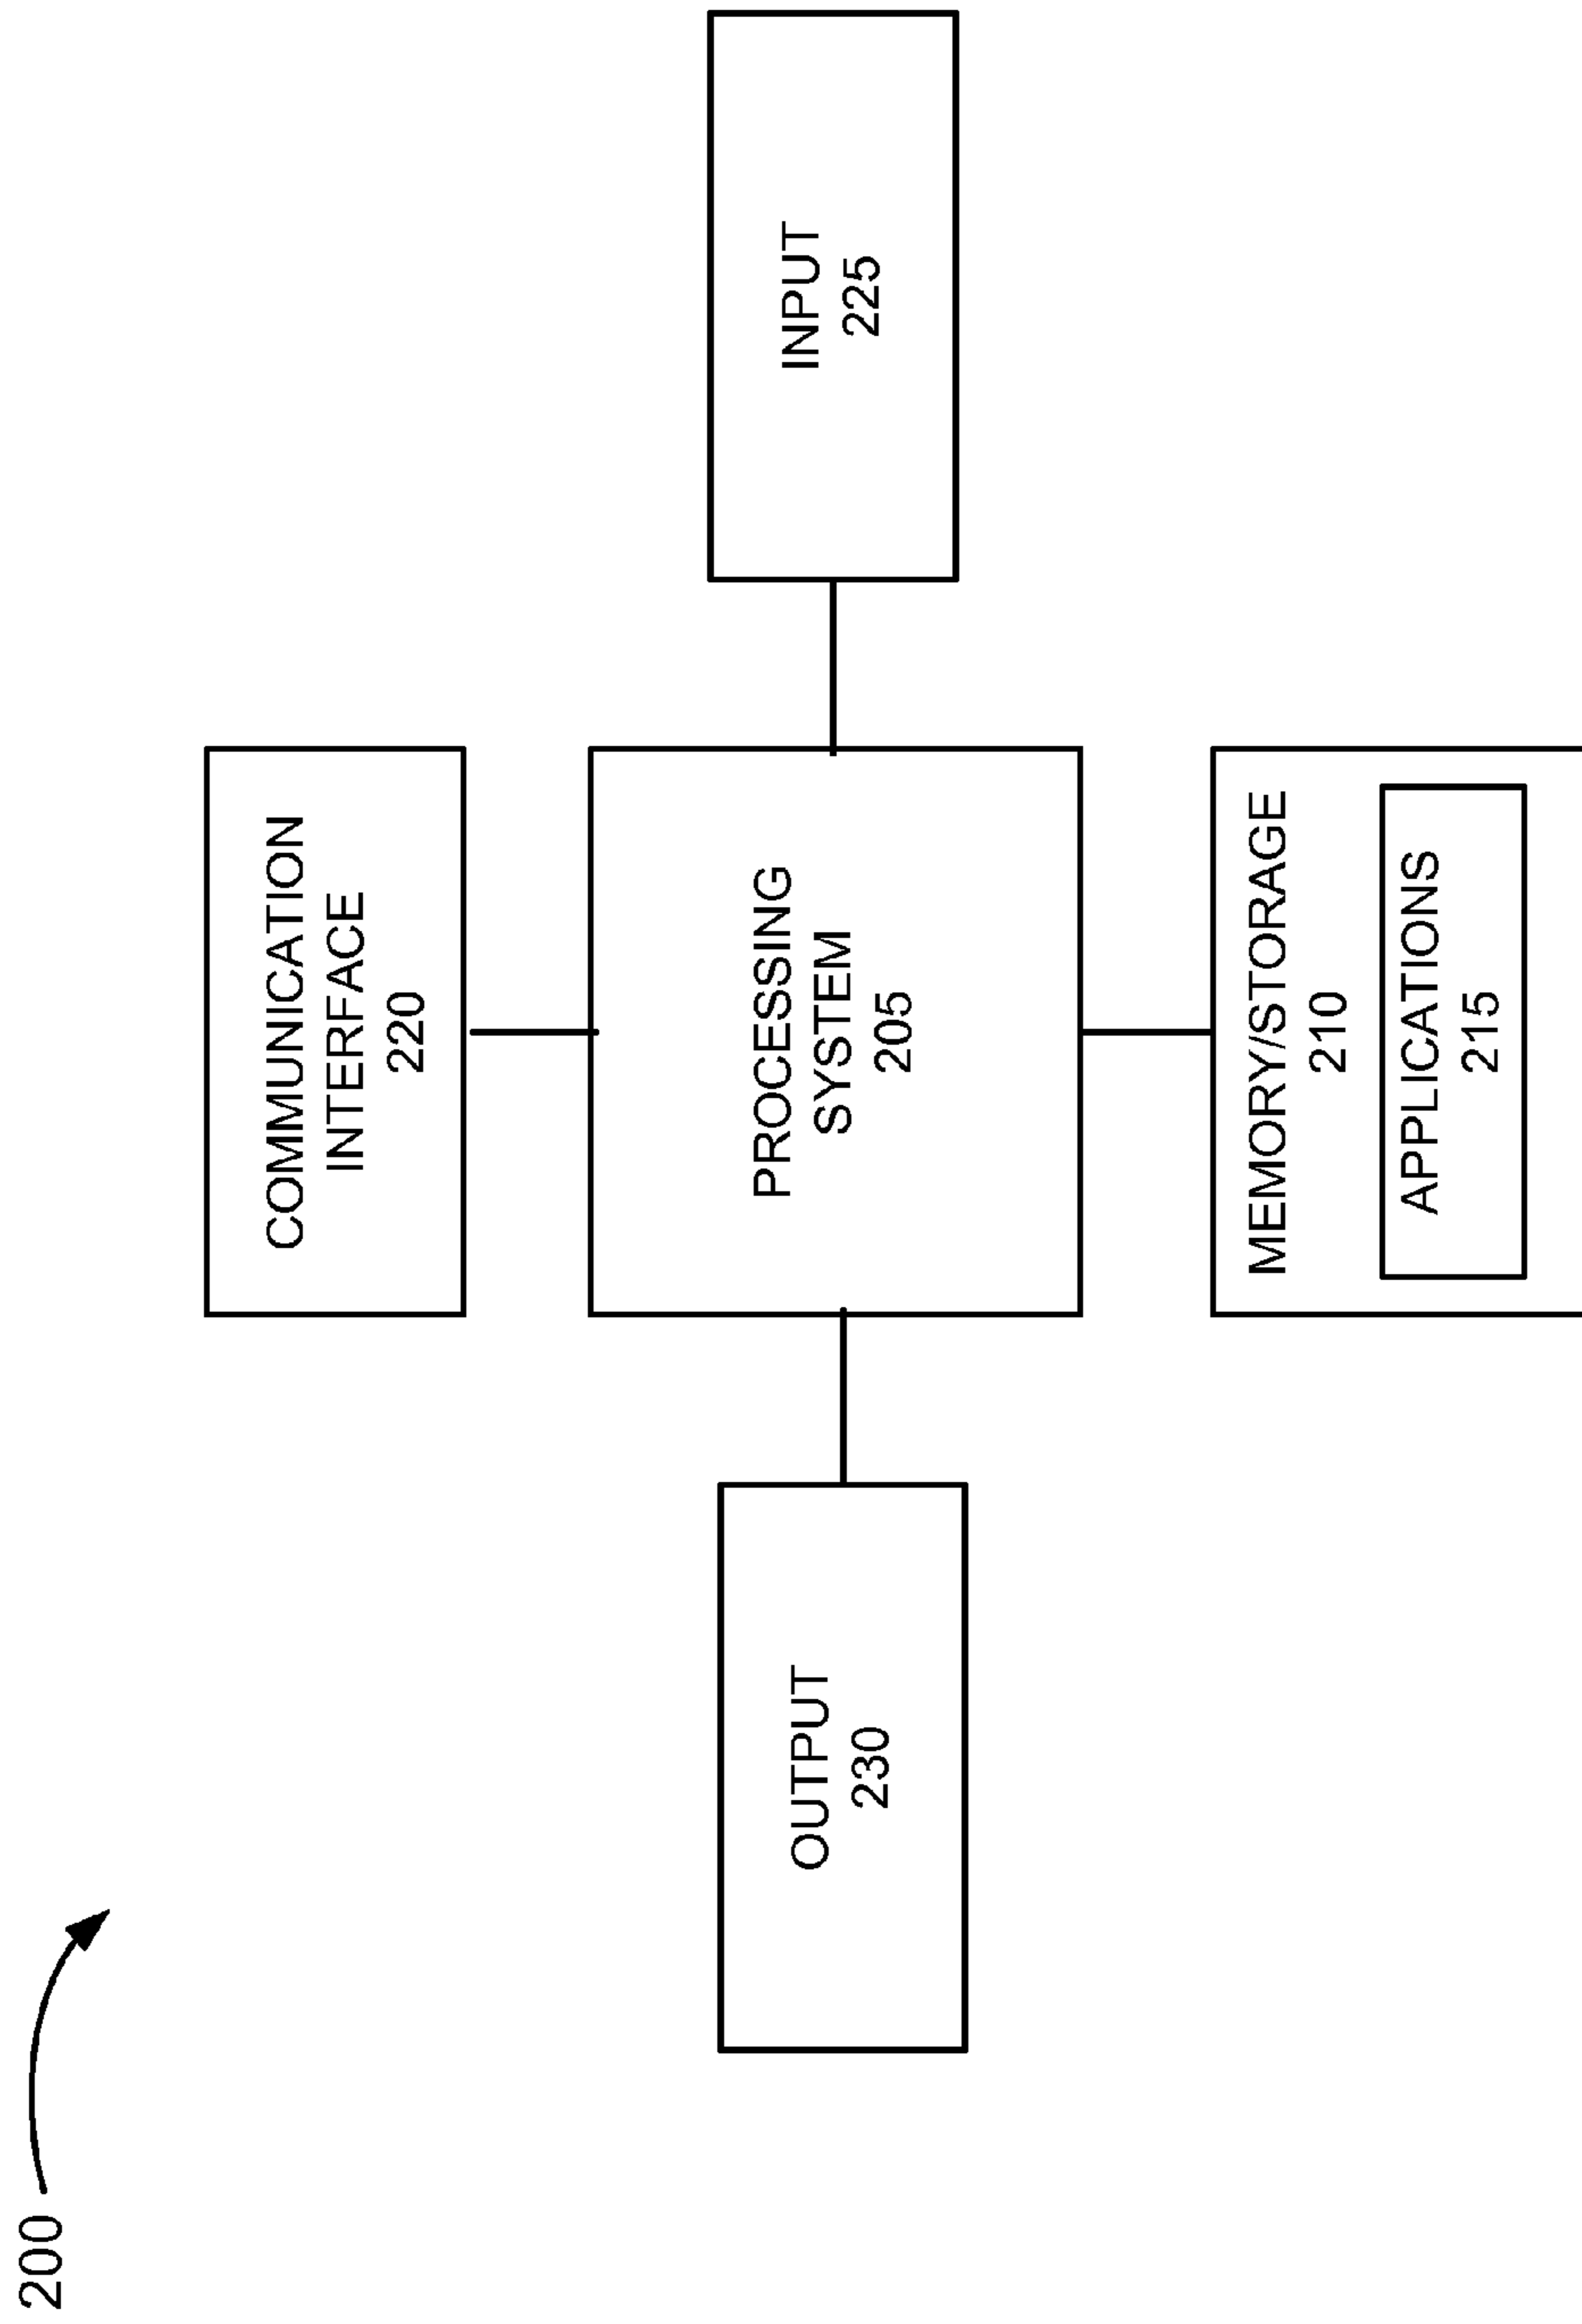 200
COMMUNICATION
INTERFACE
220
OUTPUT
230
PROCESSING
SYSTEM
205
INPUT
225
MEMORY/STORAGE
210
APPLICATIONS
215